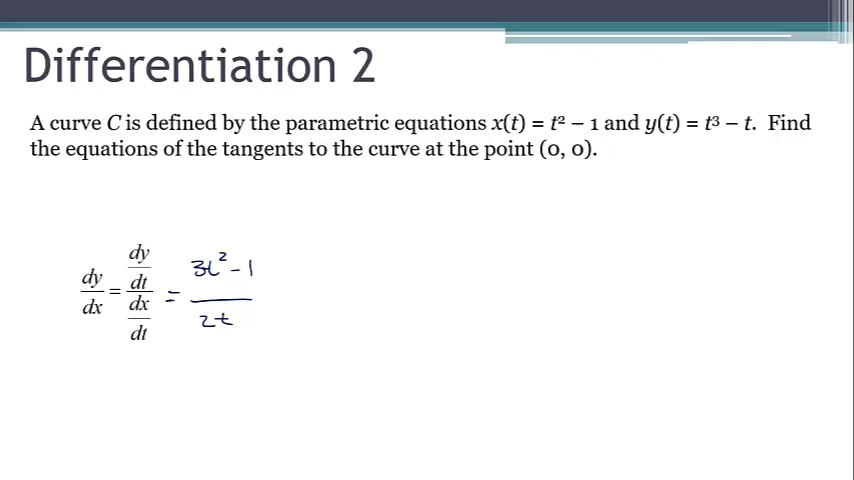 Differentiation 2
A curve C is defined by the parametric equations x(t) = t² – 1 and y(t) = t³ – t. Find
the equations of the tangents to the curve at the point (0, 0).
dy/dx = (dy/dt)/(dx/dt) = (3t² - 1)/(2t)